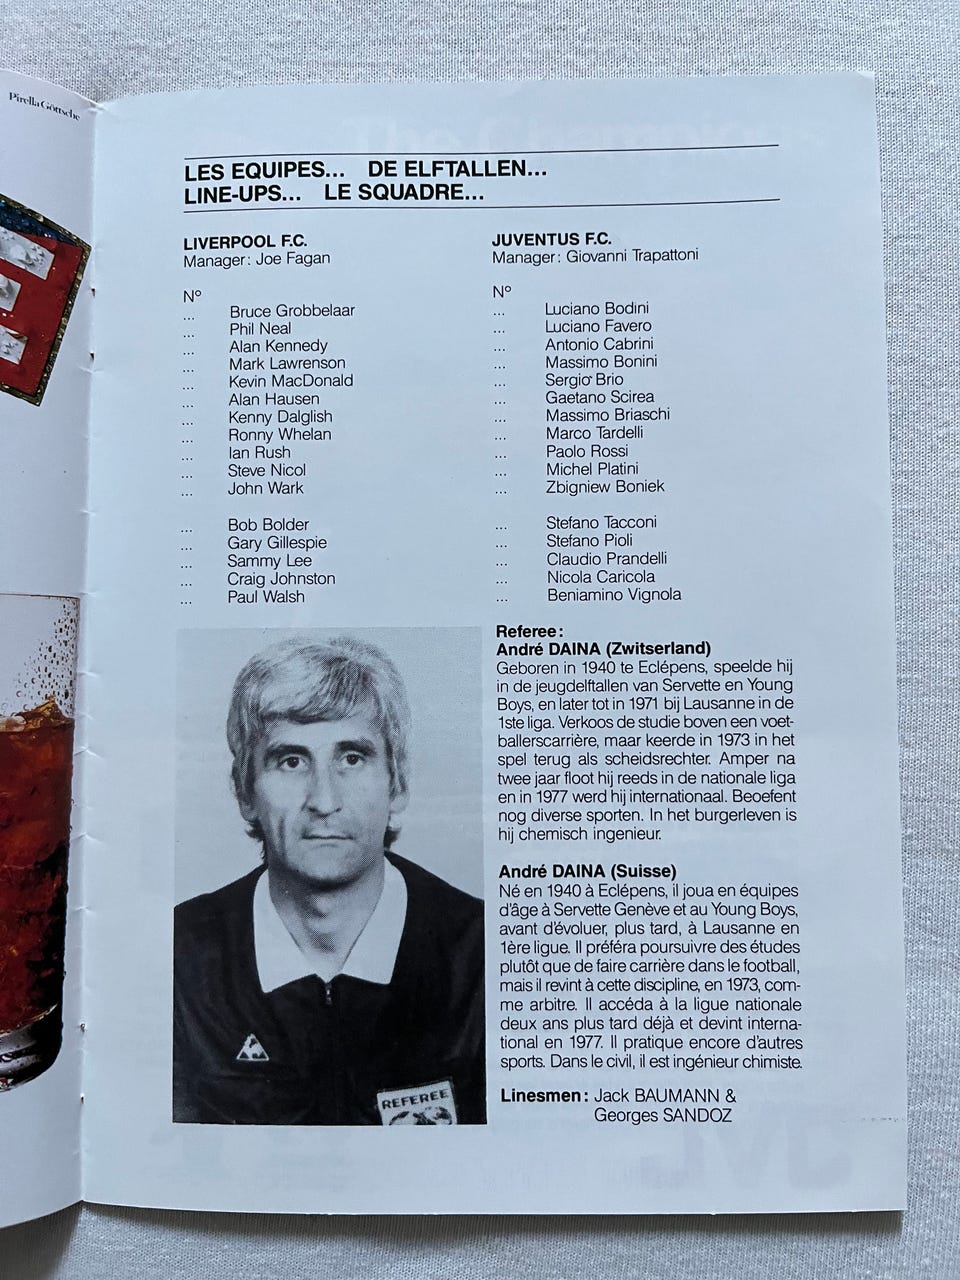 Pirella Göttsche
LES EQUIPES... DE ELFTALLEN...
LINE-UPS... LE SQUADRE...
LIVERPOOL F.C.
Manager: Joe Fagan
N°
... Bruce Grobbelaar
... Phil Neal
... Alan Kennedy
... Mark Lawrenson
... Kevin MacDonald
... Alan Hausen
... Kenny Dalglish
... Ronny Whelan
... Ian Rush
... Steve Nicol
... John Wark
... Bob Bolder
... Gary Gillespie
... Sammy Lee
... Craig Johnston
... Paul Walsh
JUVENTUS F.C.
Manager: Giovanni Trapattoni
N°
... Luciano Bodini
... Luciano Favero
... Antonio Cabrini
... Massimo Bonini
... Sergio Brio
... Gaetano Scirea
... Massimo Briaschi
... Marco Tardelli
... Paolo Rossi
... Michel Platini
... Zbigniew Boniek
... Stefano Tacconi
... Stefano Pioli
... Claudio Prandelli
... Nicola Caricola
... Beniamino Vignola
Referee:
André DAINA (Zwitserland)
Geboren in 1940 te Eclépens, speelde hij
in de jeugdelftallen van Servette en Young
Boys, en later tot in 1971 bij Lausanne in de
1ste liga. Verkoos de studie boven een voet-
ballerscarrière, maar keerde in 1973 in het
spel terug als scheidsrechter. Amper na
twee jaar floot hij reeds in de nationale liga
en in 1977 werd hij internationaal. Beoefent
nog diverse sporten. In het burgerleven is
hij chemisch ingenieur.
André DAINA (Suisse)
Né en 1940 à Eclépens, il joua en équipes
d'âge à Servette Genève et au Young Boys,
avant d'évoluer, plus tard, à Lausanne en
1ère ligue. Il préféra poursuivre des études
plutôt que de faire carrière dans le football,
mais il revint à cette discipline, en 1973, com-
me arbitre. Il accéda à la ligue nationale
deux ans plus tard déjà et devint interna-
tional en 1977. Il pratique encore d'autres
sports. Dans le civil, il est ingénieur chimiste.
Linesmen: Jack BAUMANN &
Georges SANDOZ
REFEREE